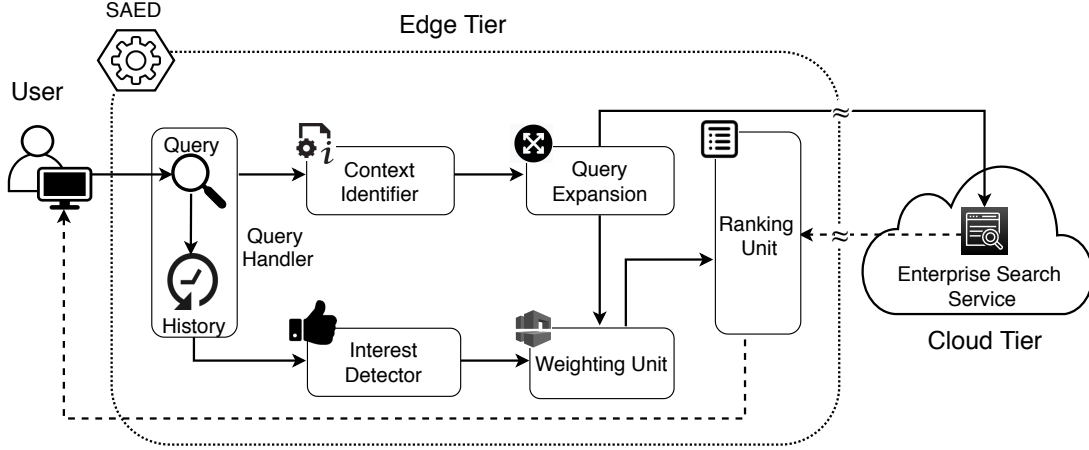 SAED
Edge Tier
User
Query
Context
Identifier
Query
Expansion
Ranking
Unit
Query
Handler
History
Interest
Detector
Weighting Unit
Enterprise Search
Service
Cloud Tier